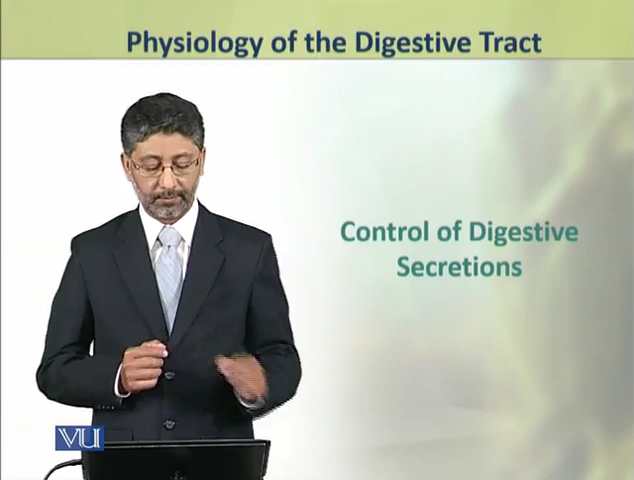 Physiology of the Digestive Tract
Control of Digestive
Secretions
VU